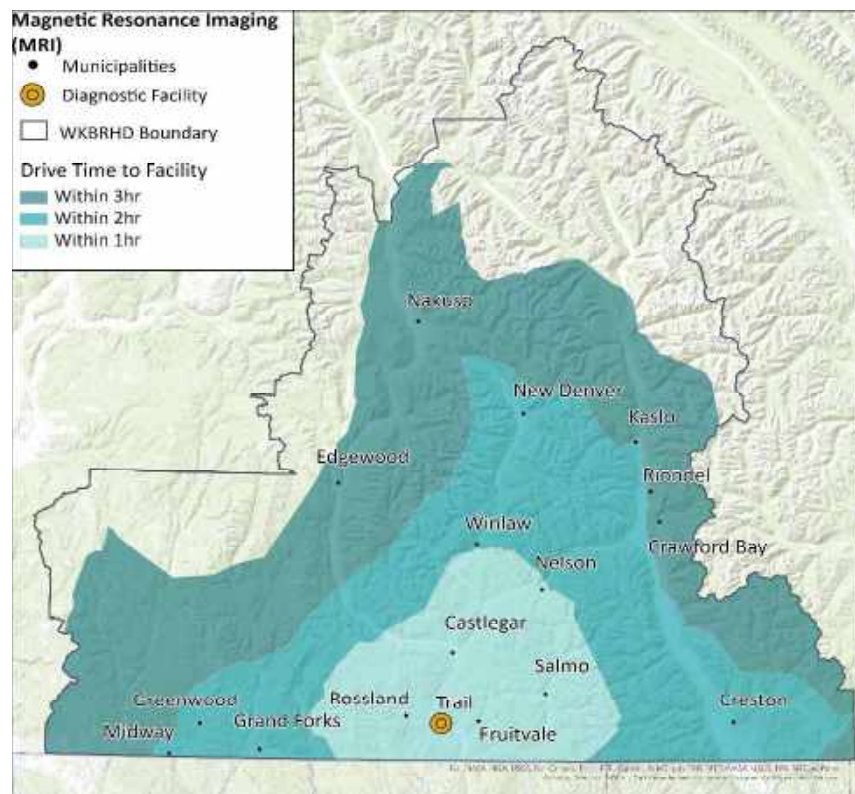 Magnetic Resonance Imaging
(MRI)
Municipalities
Diagnostic Facility
WKBRHD Boundary
Drive Time to Facility
Within 3hr
Within 2hr
Within 1hr
Nakusp
New Denver
Kaslo
Edgewood
Riondel
Winlaw
Crawford Bay
Nelson
Castlegar
Salmo
Greenwood
Rossland
Trail
Creston
Midway
Grand Forks
Fruitvale